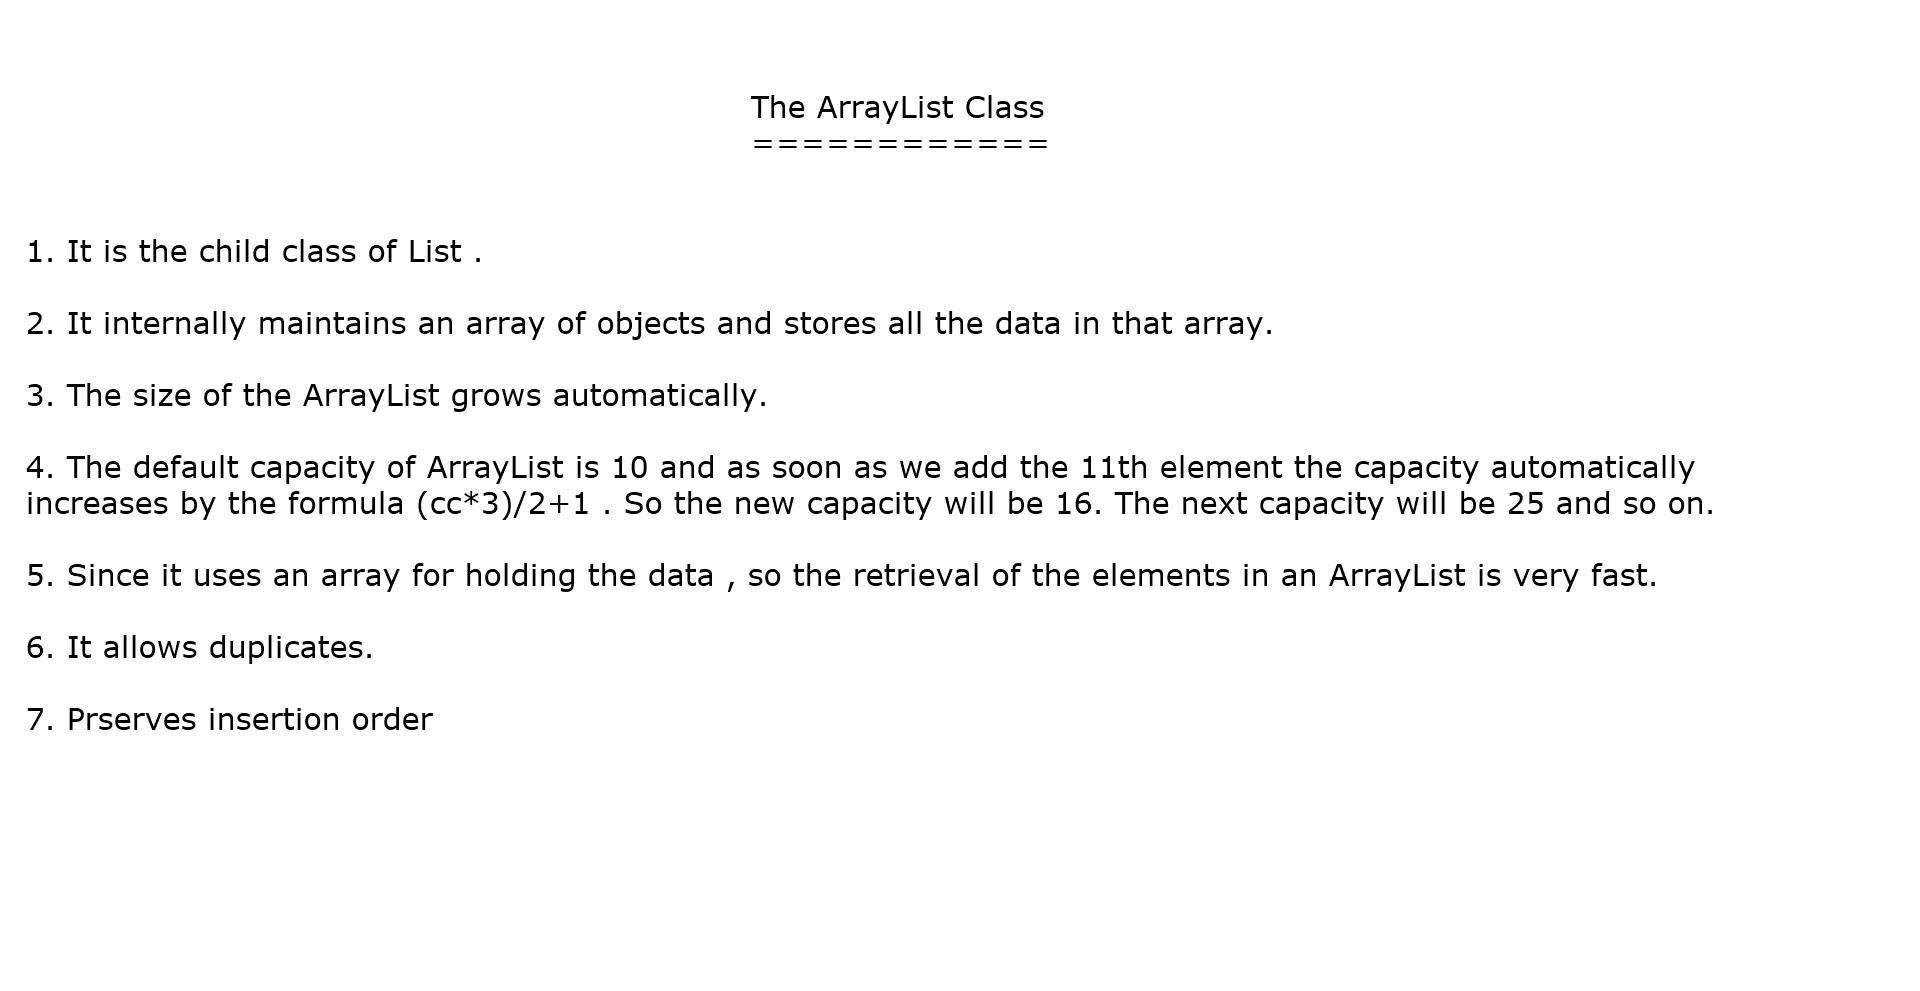 The ArrayList Class
============
1. It is the child class of List .
2. It internally maintains an array of objects and stores all the data in that array.
3. The size of the ArrayList grows automatically.
4. The default capacity of ArrayList is 10 and as soon as we add the 11th element the capacity automatically
increases by the formula (cc*3)/2+1 . So the new capacity will be 16. The next capacity will be 25 and so on.
5. Since it uses an array for holding the data , so the retrieval of the elements in an ArrayList is very fast.
6. It allows duplicates.
7. Prserves insertion order